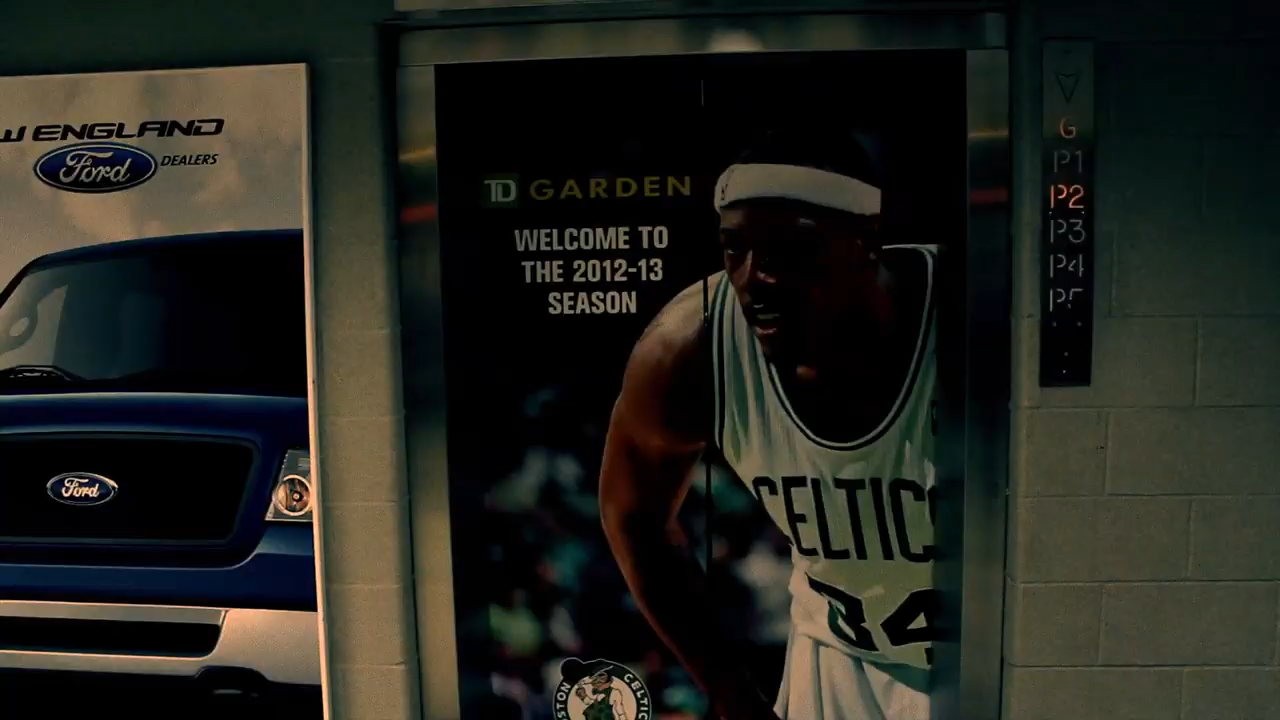 W ENGLAND
Ford DEALERS
Ford
TD GARDEN
WELCOME TO
THE 2012-13
SEASON
CELTICS
34
CELTIC
G
P1
P2
P3
P4
P5